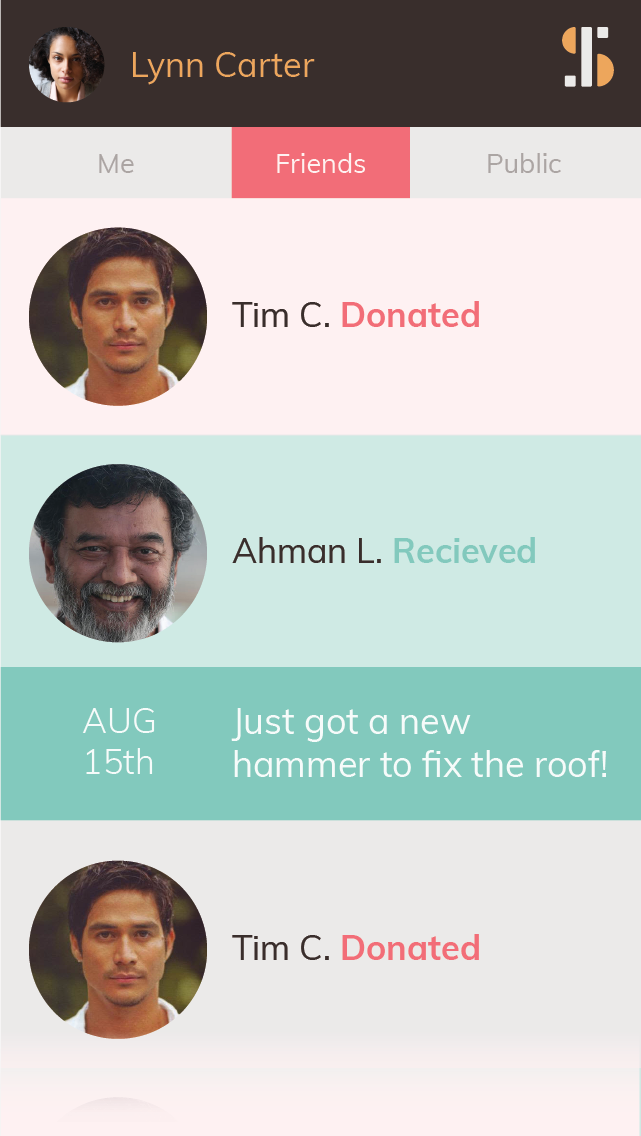 Lynn Carter
Me
Friends
Public
Tim C. Donated
Ahman L. Recieved
AUG
15th
Just got a new
hammer to fix the roof!
Tim C. Donated